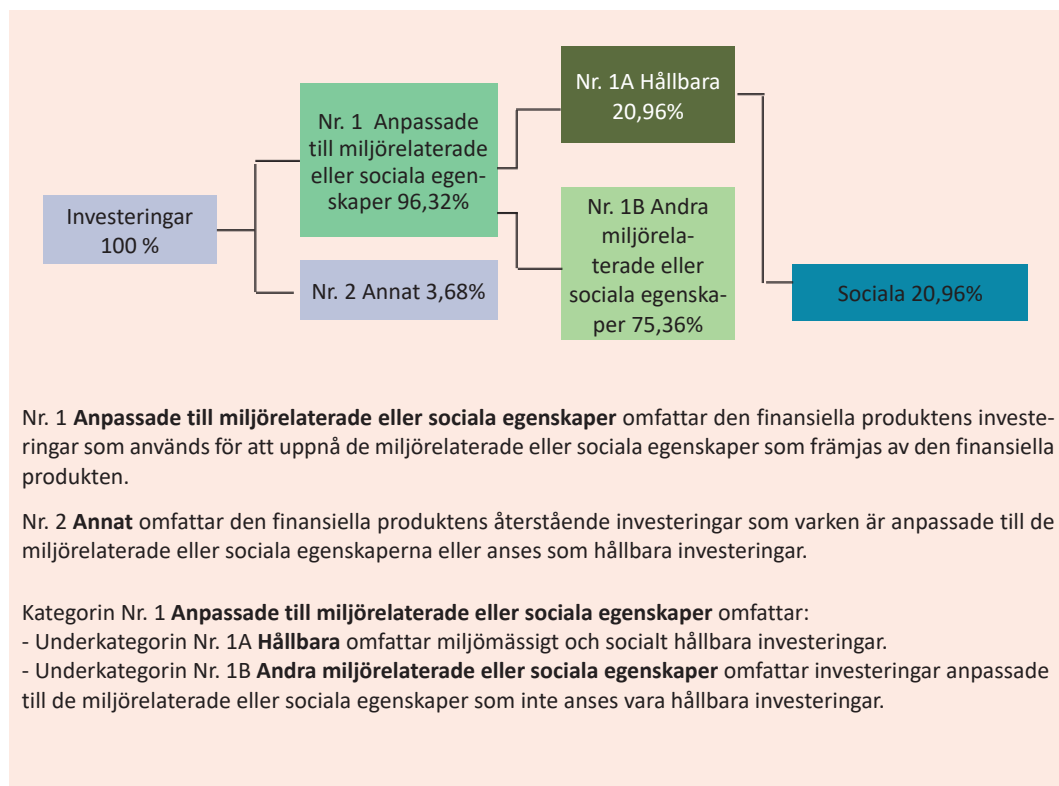 Investeringar
100 %
Nr. 1 Anpassade
till miljörelaterade
eller sociala egen-
skaper 96,32%
Nr. 2 Annat 3,68%
Nr. 1A Hållbara
20,96%
Nr. 1B Andra
miljörela-
terade eller
sociala egenska-
per 75,36%
Sociala 20,96%
Nr. 1 Anpassade till miljörelaterade eller sociala egenskaper omfattar den finansiella produktens investe-
ringar som används för att uppnå de miljörelaterade eller sociala egenskaper som främjas av den finansiella
produkten.
Nr. 2 Annat omfattar den finansiella produktens återstående investeringar som varken är anpassade till de
miljörelaterade eller sociala egenskaperna eller anses som hållbara investeringar.
Kategorin Nr. 1 Anpassade till miljörelaterade eller sociala egenskaper omfattar:
- Underkategorin Nr. 1A Hållbara omfattar miljömässigt och socialt hållbara investeringar.
- Underkategorin Nr. 1B Andra miljörelaterade eller sociala egenskaper omfattar investeringar anpassade
till de miljörelaterade eller sociala egenskaper som inte anses vara hållbara investeringar.